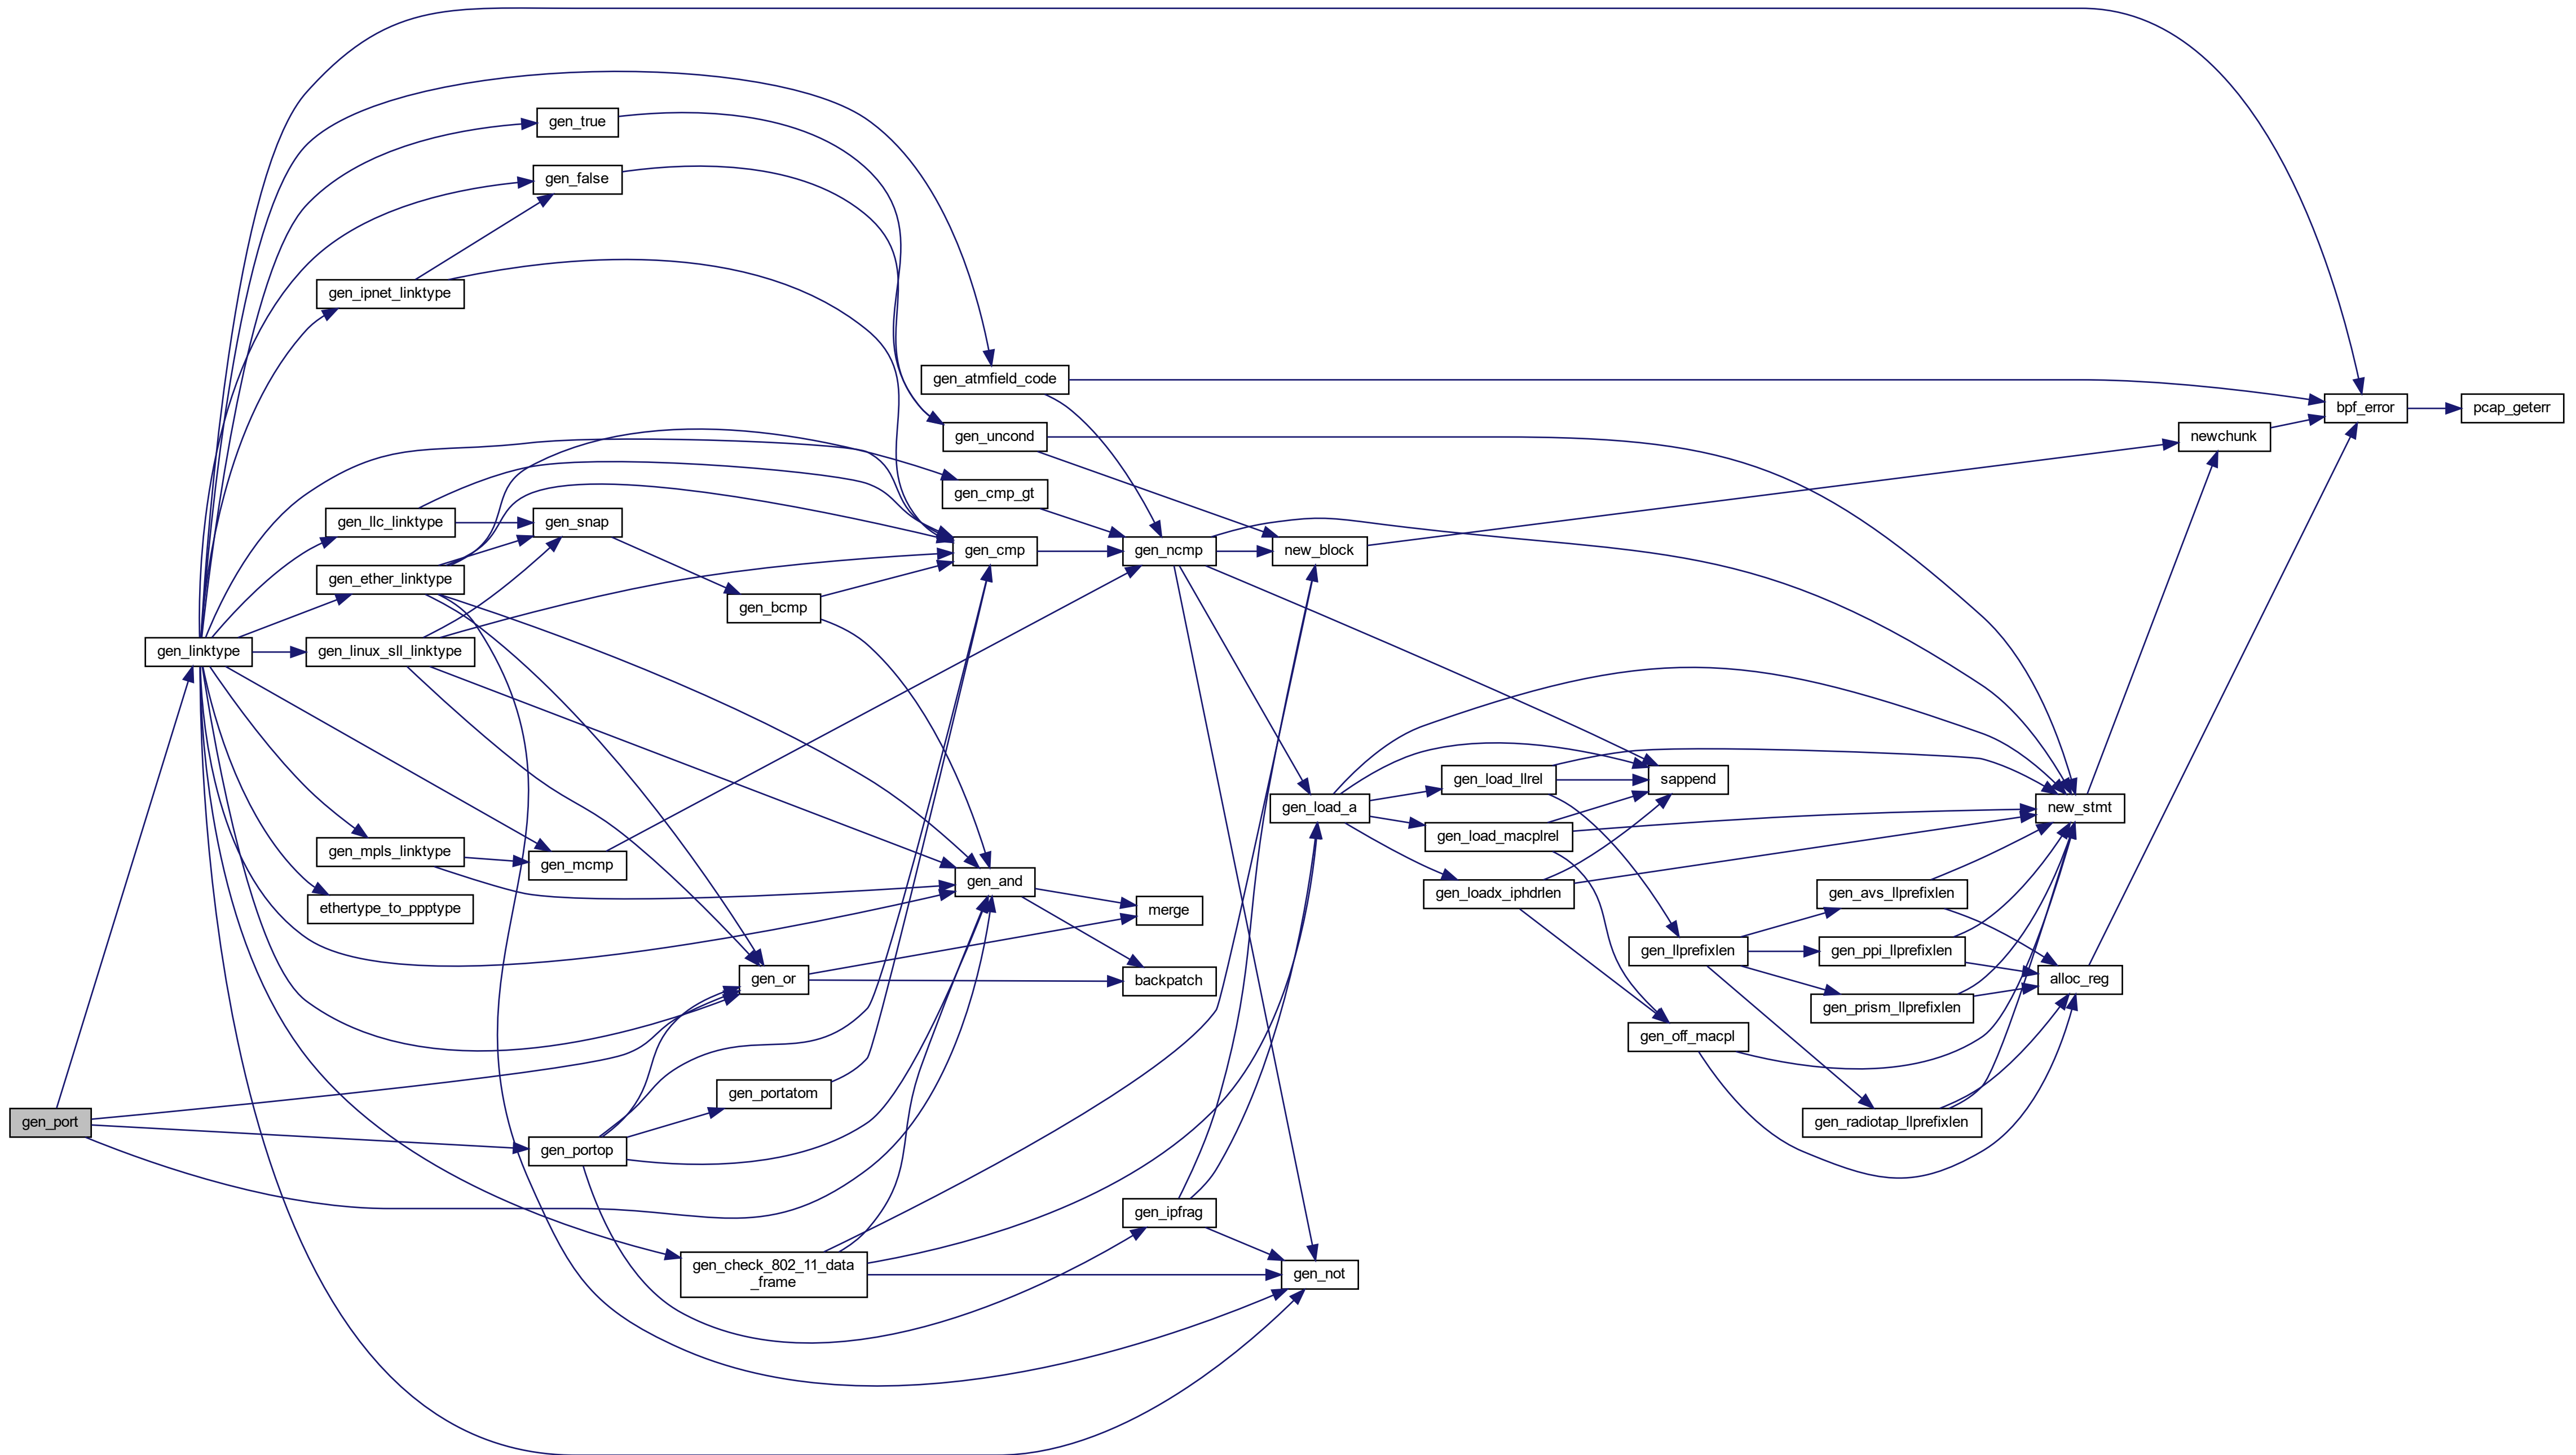 gen_true
gen_false
gen_ipnet_linktype
gen_atmfield_code
bpf_error
pcap_geterr
gen_uncond
newchunk
gen_cmp_gt
gen_llc_linktype
gen_snap
gen_cmp
gen_ncmp
new_block
gen_ether_linktype
gen_bcmp
gen_linktype
gen_linux_sll_linktype
gen_load_llrel
sappend
gen_load_a
new_stmt
gen_load_macplrel
gen_mpls_linktype
gen_mcmp
gen_and
gen_loadx_iphdrlen
gen_avs_llprefixlen
ethertype_to_ppptype
merge
gen_llprefixlen
gen_ppi_llprefixlen
gen_or
backpatch
alloc_reg
gen_prism_llprefixlen
gen_off_macpl
gen_portatom
gen_port
gen_radiotap_llprefixlen
gen_portop
gen_ipfrag
gen_check_802_11_data
_frame
gen_not